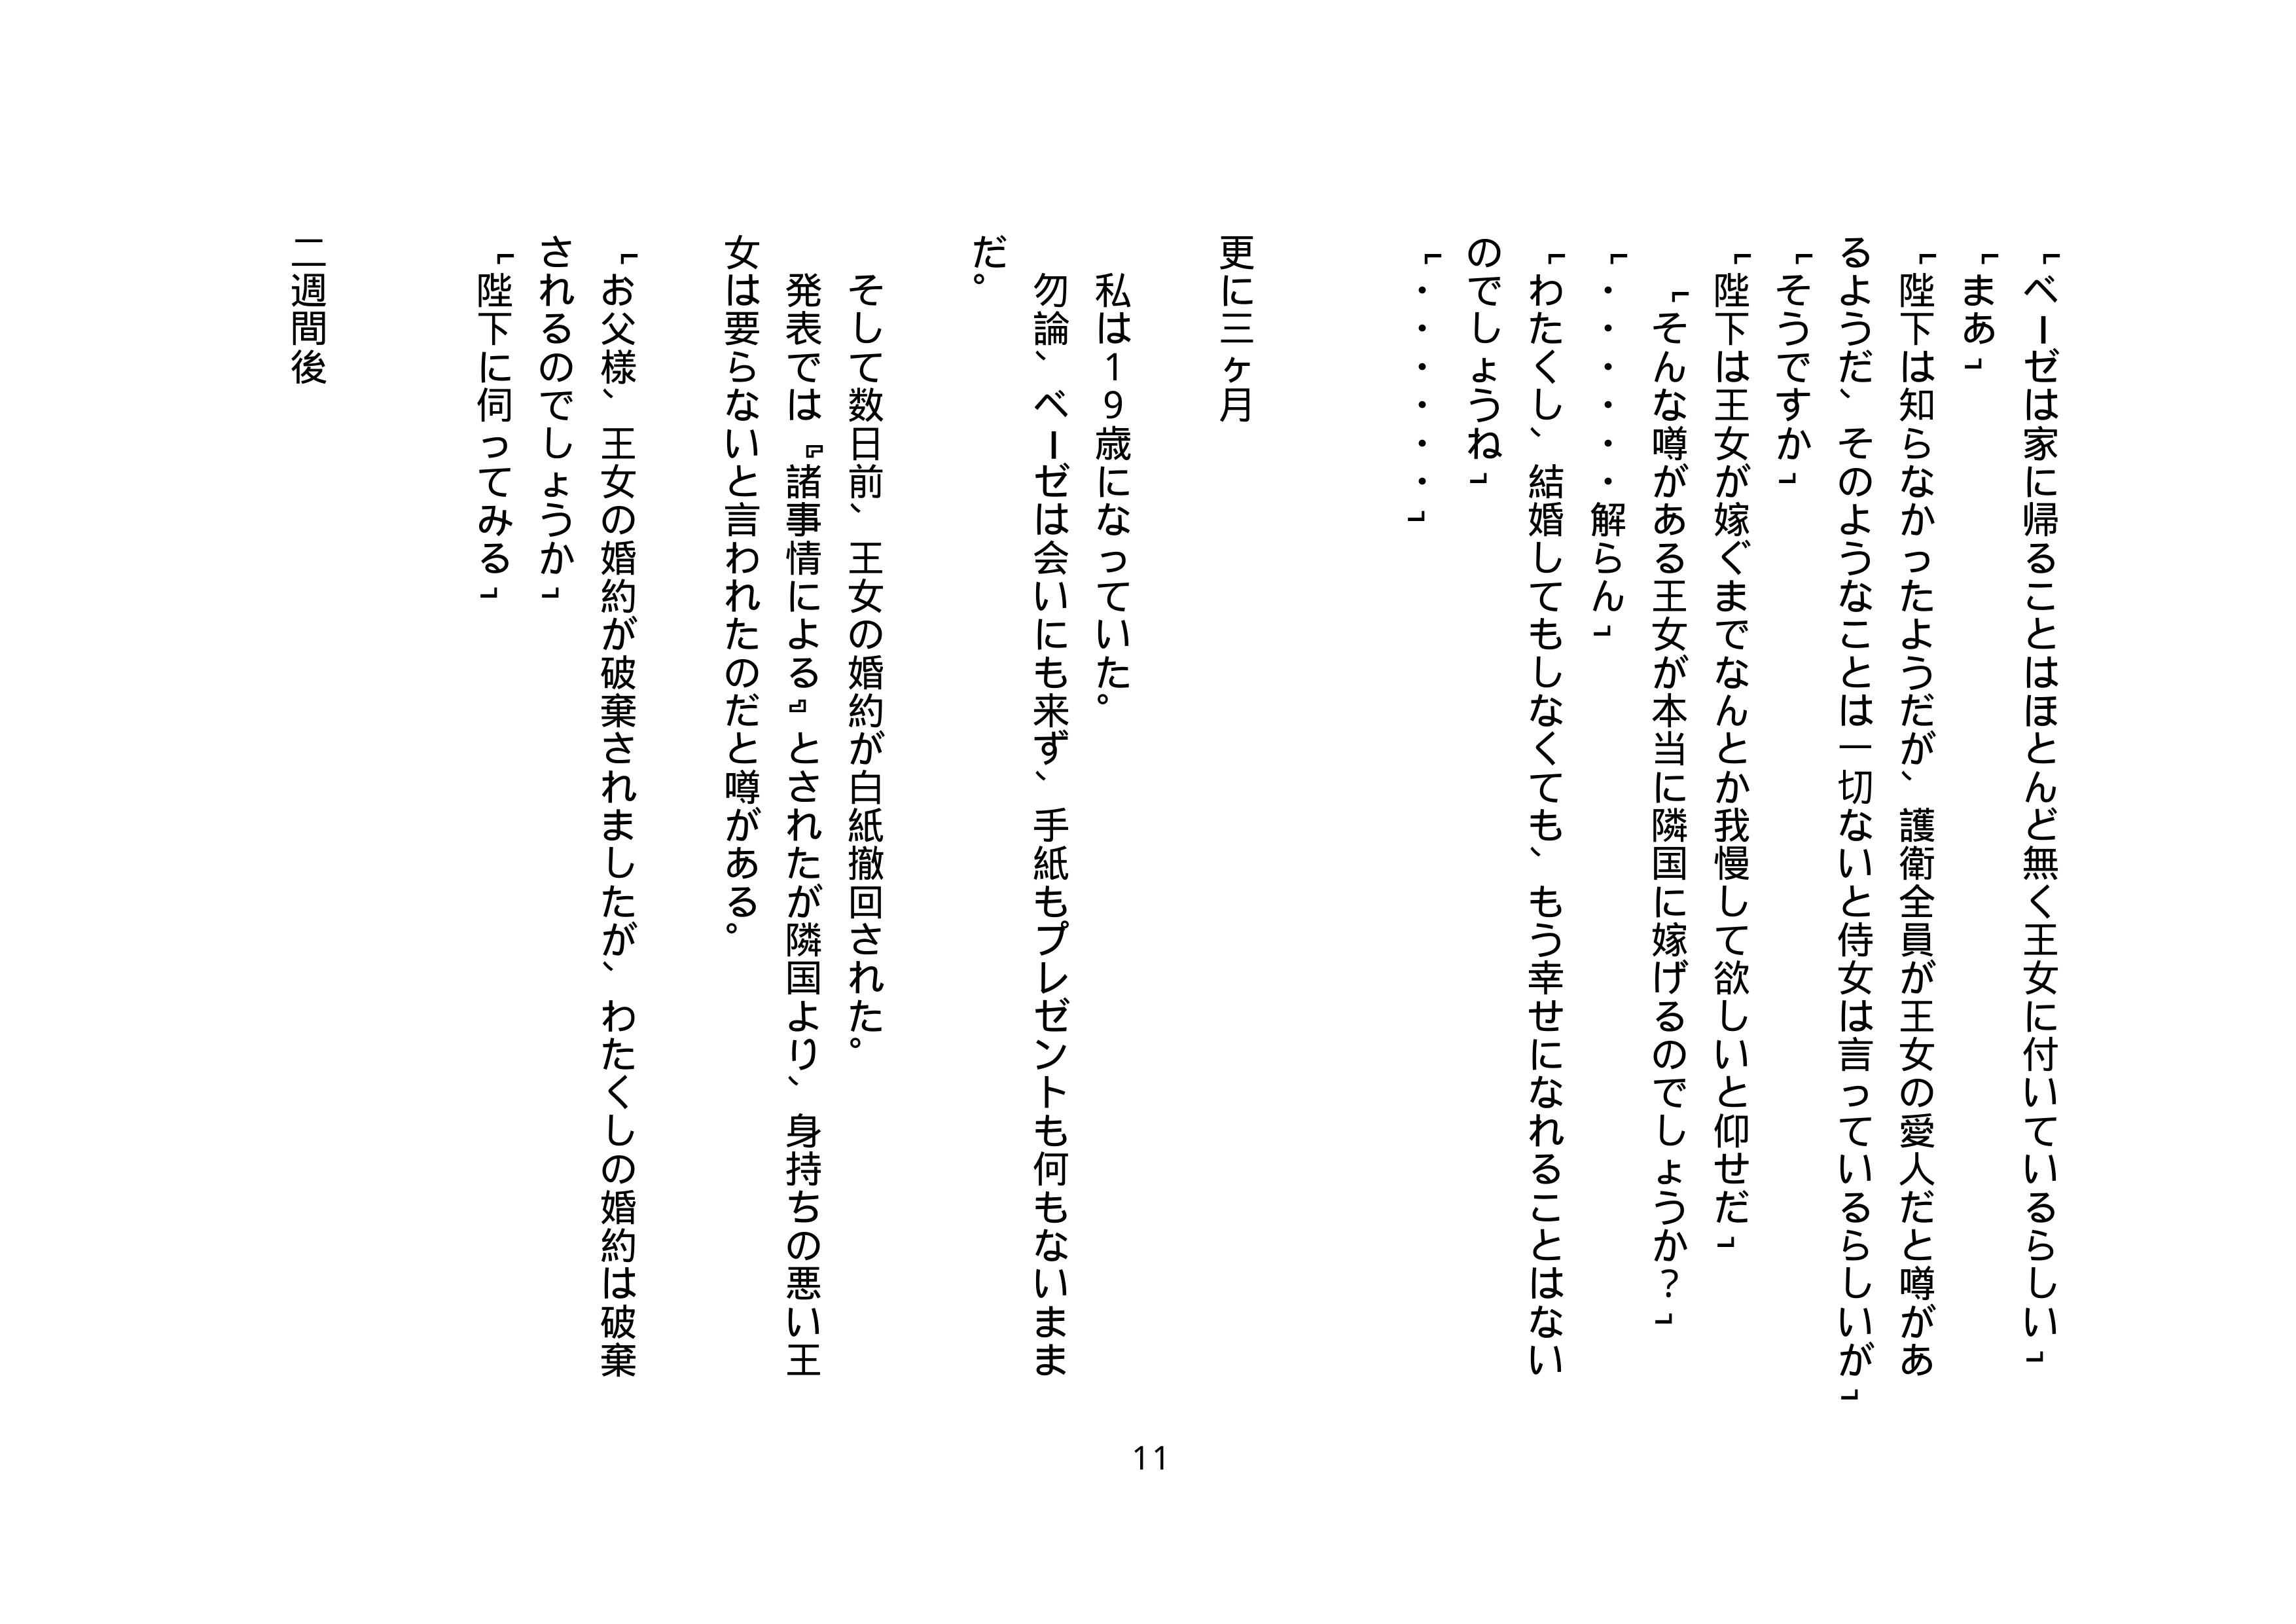 「ベーゼは家に帰ることはほとんど無く王女に付いているらしい」
「まあ」
「陛下は知らなかったようだが、護衛全員が王女の愛人だと噂があ
るようだ、そのようなことは一切ないと侍女は言っているらしいが」
「そうですか」
「陛下は王女が嫁ぐまでなんとか我慢して欲しいと仰せだ」
「そんな噂がある王女が本当に隣国に嫁げるのでしょうか？」
「・・・・・・解らん」
「わたくし、結婚してもしなくても、もう幸せになれることはない
のでしょうね」
「・・・・・・」
更に三ヶ月
私は１９歳になっていた。
勿論、ベーゼは会いにも来ず、手紙もプレゼントも何もないまま
だ。
そして数日前、王女の婚約が白紙撤回された。
発表では『諸事情による』とされたが隣国より、身持ちの悪い王
女は要らないと言われたのだと噂がある。
「お父様、王女の婚約が破棄されましたが、わたくしの婚約は破棄
されるのでしょうか」
「陛下に伺ってみる」
二週間後
11